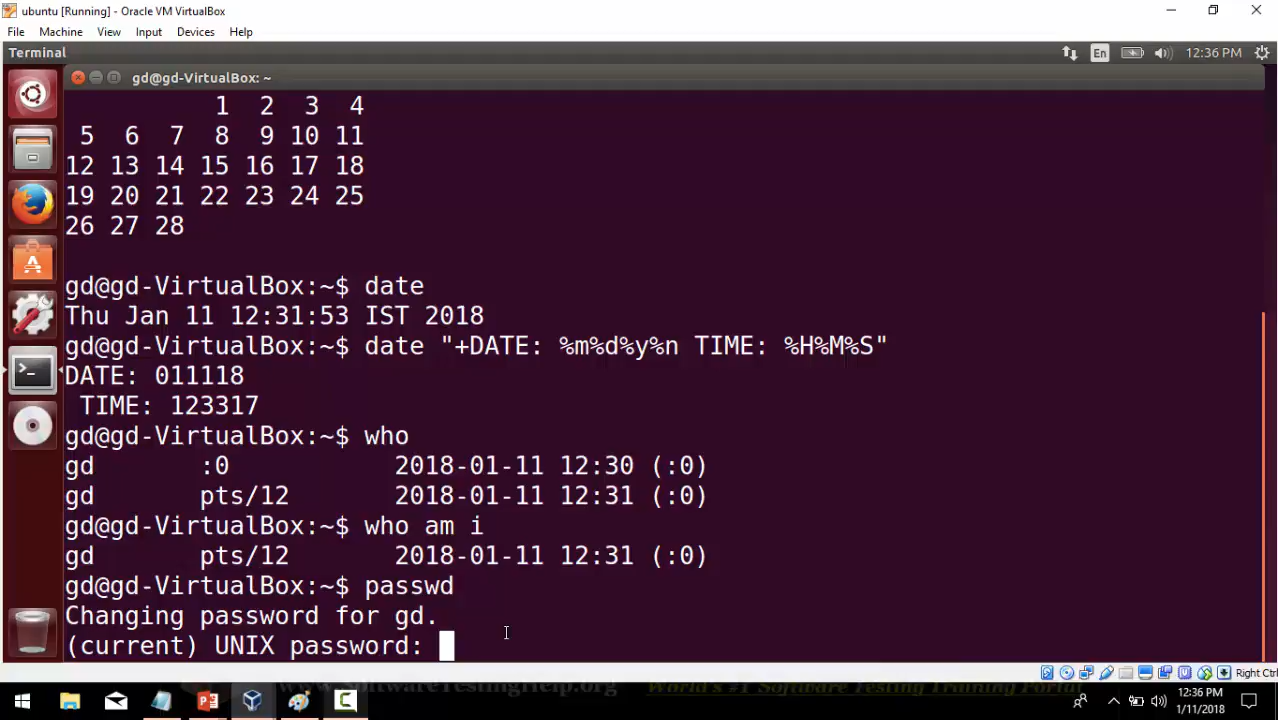 ubuntu [Running] - Oracle VM VirtualBox
File Machine View Input Devices Help
Terminal
En
12:36 PM
gd@gd-VirtualBox: ~
1 2 3 4
5 6 7 8 9 10 11
12 13 14 15 16 17 18
19 20 21 22 23 24 25
26 27 28
gd@gd-VirtualBox:~$ date
Thu Jan 11 12:31:53 IST 2018
gd@gd-VirtualBox:~$ date "+DATE: %m%d%y%n TIME: %H%M%S"
DATE: 011118
TIME: 123317
gd@gd-VirtualBox:~$ who
gd :0 2018-01-11 12:30 (:0)
gd pts/12 2018-01-11 12:31 (:0)
gd@gd-VirtualBox:~$ who am i
gd pts/12 2018-01-11 12:31 (:0)
gd@gd-VirtualBox:~$ passwd
Changing password for gd.
(current) UNIX password:
Right Ctrl
www.SoftwareTestingHelp.org World's #1 Software Testing Training Portal
12:36 PM
1/11/2018